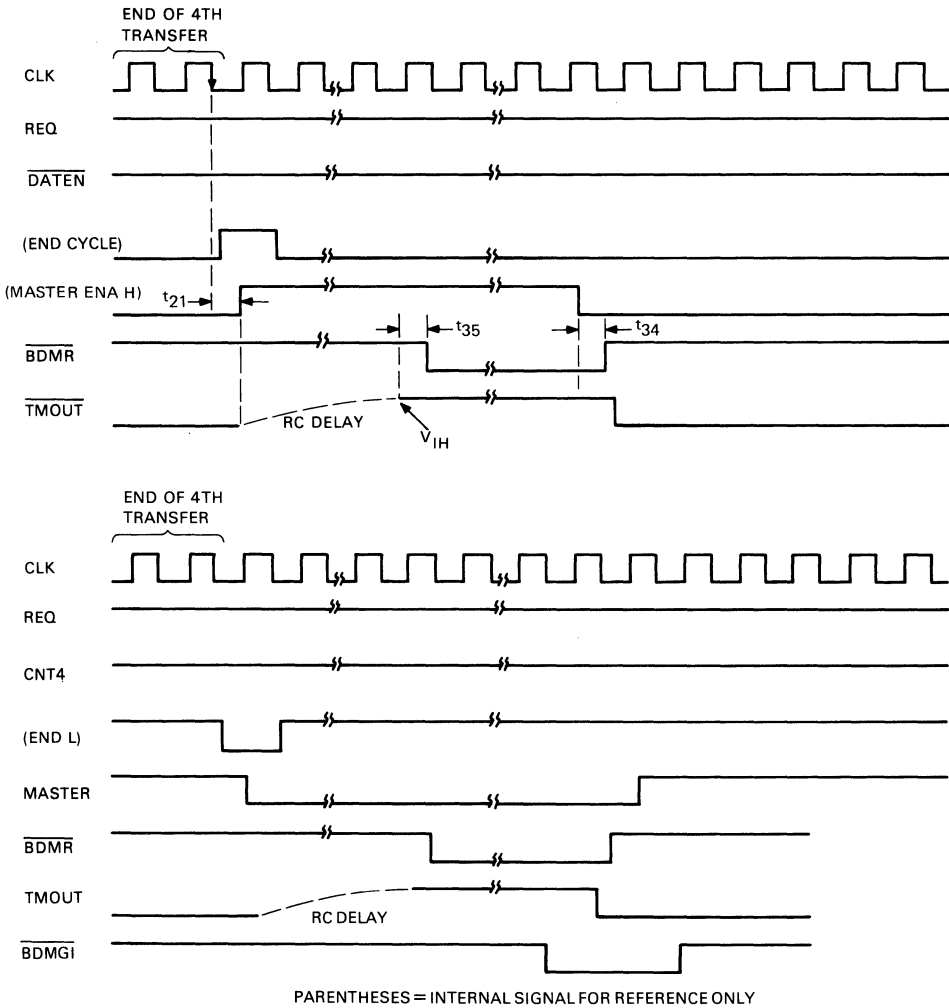 END OF 4TH
TRANSFER
CLK
REQ
DATEN
(END CYCLE)
(MASTER ENA H)
t21
t35
t34
BDMR
TMOUT
RC DELAY
VIH
END OF 4TH
TRANSFER
CLK
REQ
CNT4
(END L)
MASTER
BDMR
TMOUT
RC DELAY
BDMGI
PARENTHESES = INTERNAL SIGNAL FOR REFERENCE ONLY